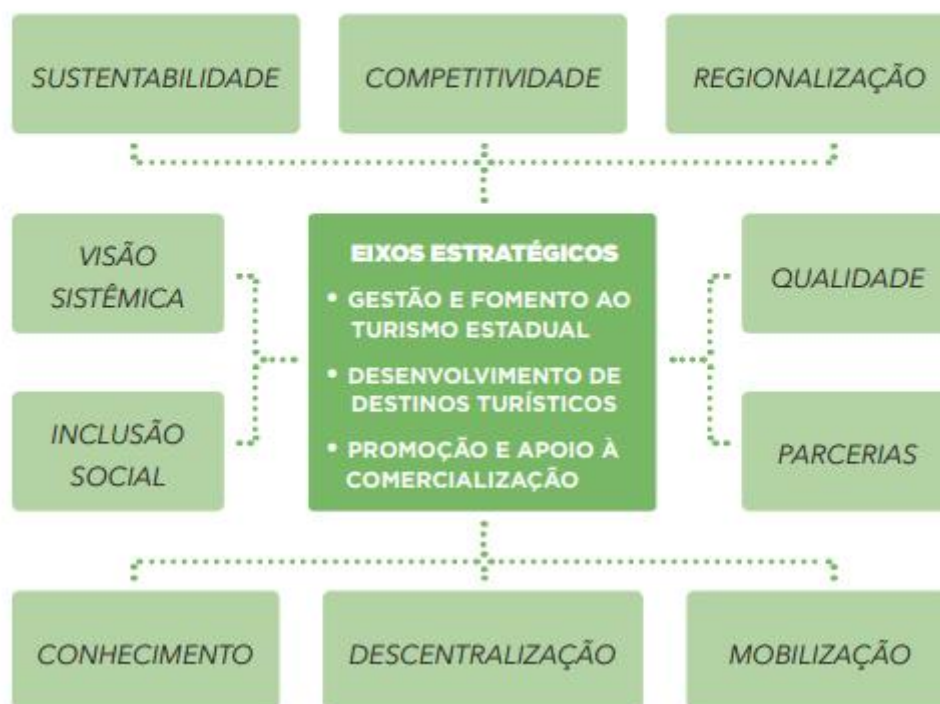 SUSTENTABILIDADE
COMPETITIVIDADE
REGIONALIZAÇÃO
VISÃO
SISTÊMICA
INCLUSÃO
SOCIAL
EIXOS ESTRATÉGICOS
• GESTÃO E FOMENTO AO
TURISMO ESTADUAL
• DESENVOLVIMENTO DE
DESTINOS TURÍSTICOS
• PROMOÇÃO E APOIO À
COMERCIALIZAÇÃO
QUALIDADE
PARCERIAS
CONHECIMENTO
DESCENTRALIZAÇÃO
MOBILIZAÇÃO